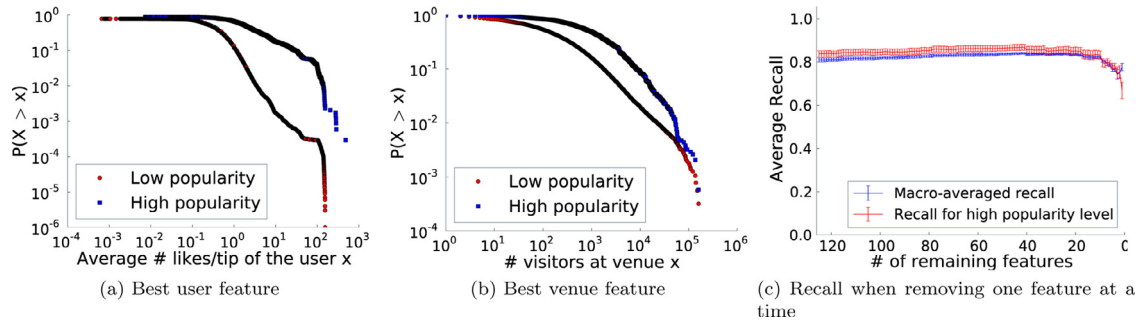 10^0
10^-1
10^-2
10^-3
10^-4
10^-5
10^-6
P(X > x)
Low popularity
High popularity
10^-4 10^-3 10^-2 10^-1 10^0 10^1 10^2 10^3
Average # likes/tip of the user x
(a) Best user feature
10^0
10^-1
10^-2
10^-3
10^-4
P(X > x)
Low popularity
High popularity
10^0 10^1 10^2 10^3 10^4 10^5 10^6
# visitors at venue x
(b) Best venue feature
1.0
0.8
0.6
0.4
0.2
0.0
Average Recall
Macro-averaged recall
Recall for high popularity level
120 100 80 60 40 20 0
# of remaining features
(c) Recall when removing one feature at a
time